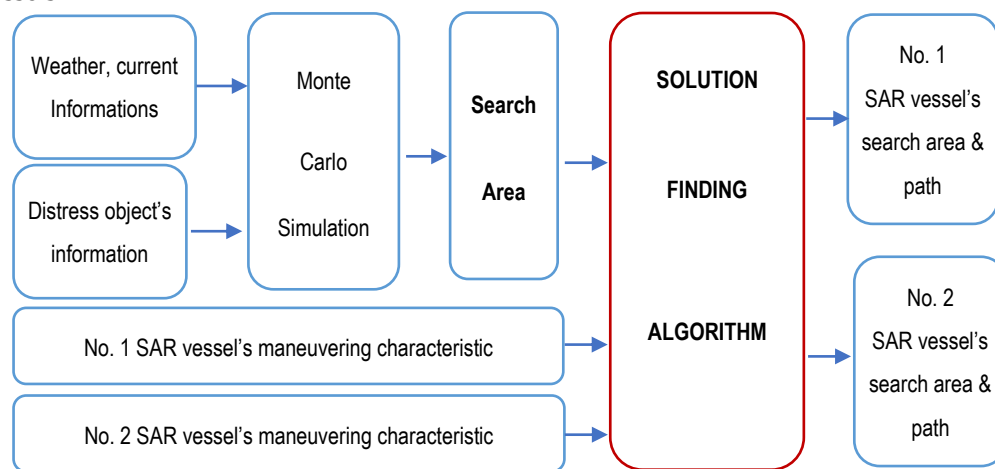 Weather, current
Informations
Distress object's
information
Monte
Carlo
Simulation
Search
Area
SOLUTION
FINDING
ALGORITHM
No. 1
SAR vessel's
search area &
path
No. 2
SAR vessel's
search area &
path
No. 1 SAR vessel's maneuvering characteristic
No. 2 SAR vessel's maneuvering characteristic